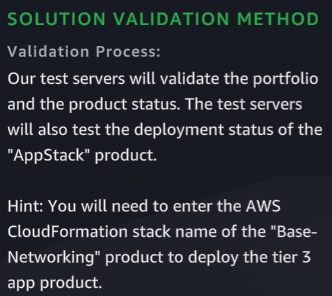 SOLUTION VALIDATION METHOD
Validation Process:
Our test servers will validate the portfolio
and the product status. The test servers
will also test the deployment status of the
"AppStack" product.
Hint: You will need to enter the AWS
CloudFormation stack name of the "Base-
Networking" product to deploy the tier 3
app product.